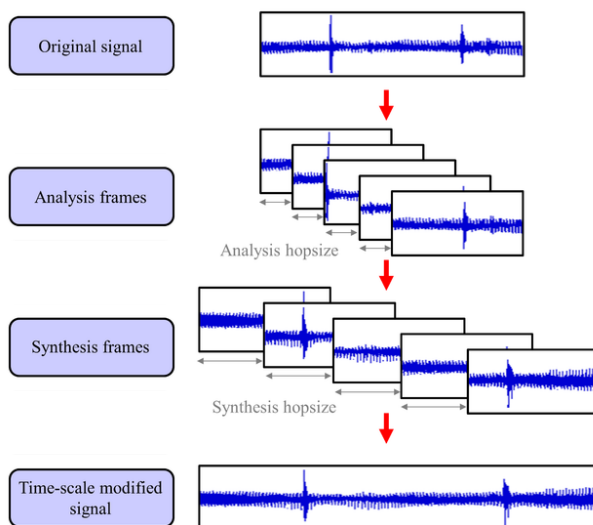 Original signal
Analysis frames
Analysis hopsize
Synthesis frames
Synthesis hopsize
Time-scale modified
signal